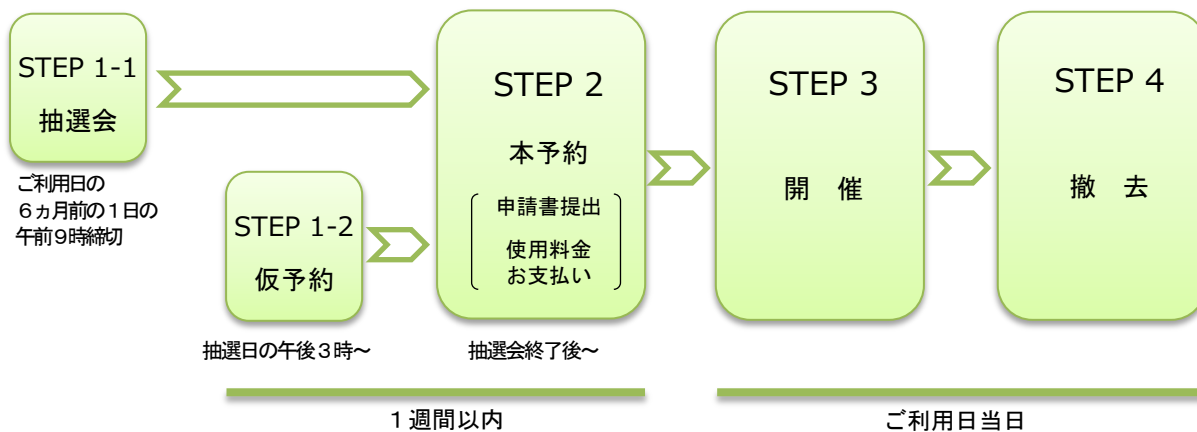 STEP 1-1
抽選会
ご利用日の
６ヵ月前の１日の
午前９時締切
STEP 1-2
仮予約
抽選日の午後３時～
STEP 2
本予約
申請書提出
使用料金
お支払い
抽選会終了後～
１週間以内
STEP 3
開　催
STEP 4
撤　去
ご利用日当日